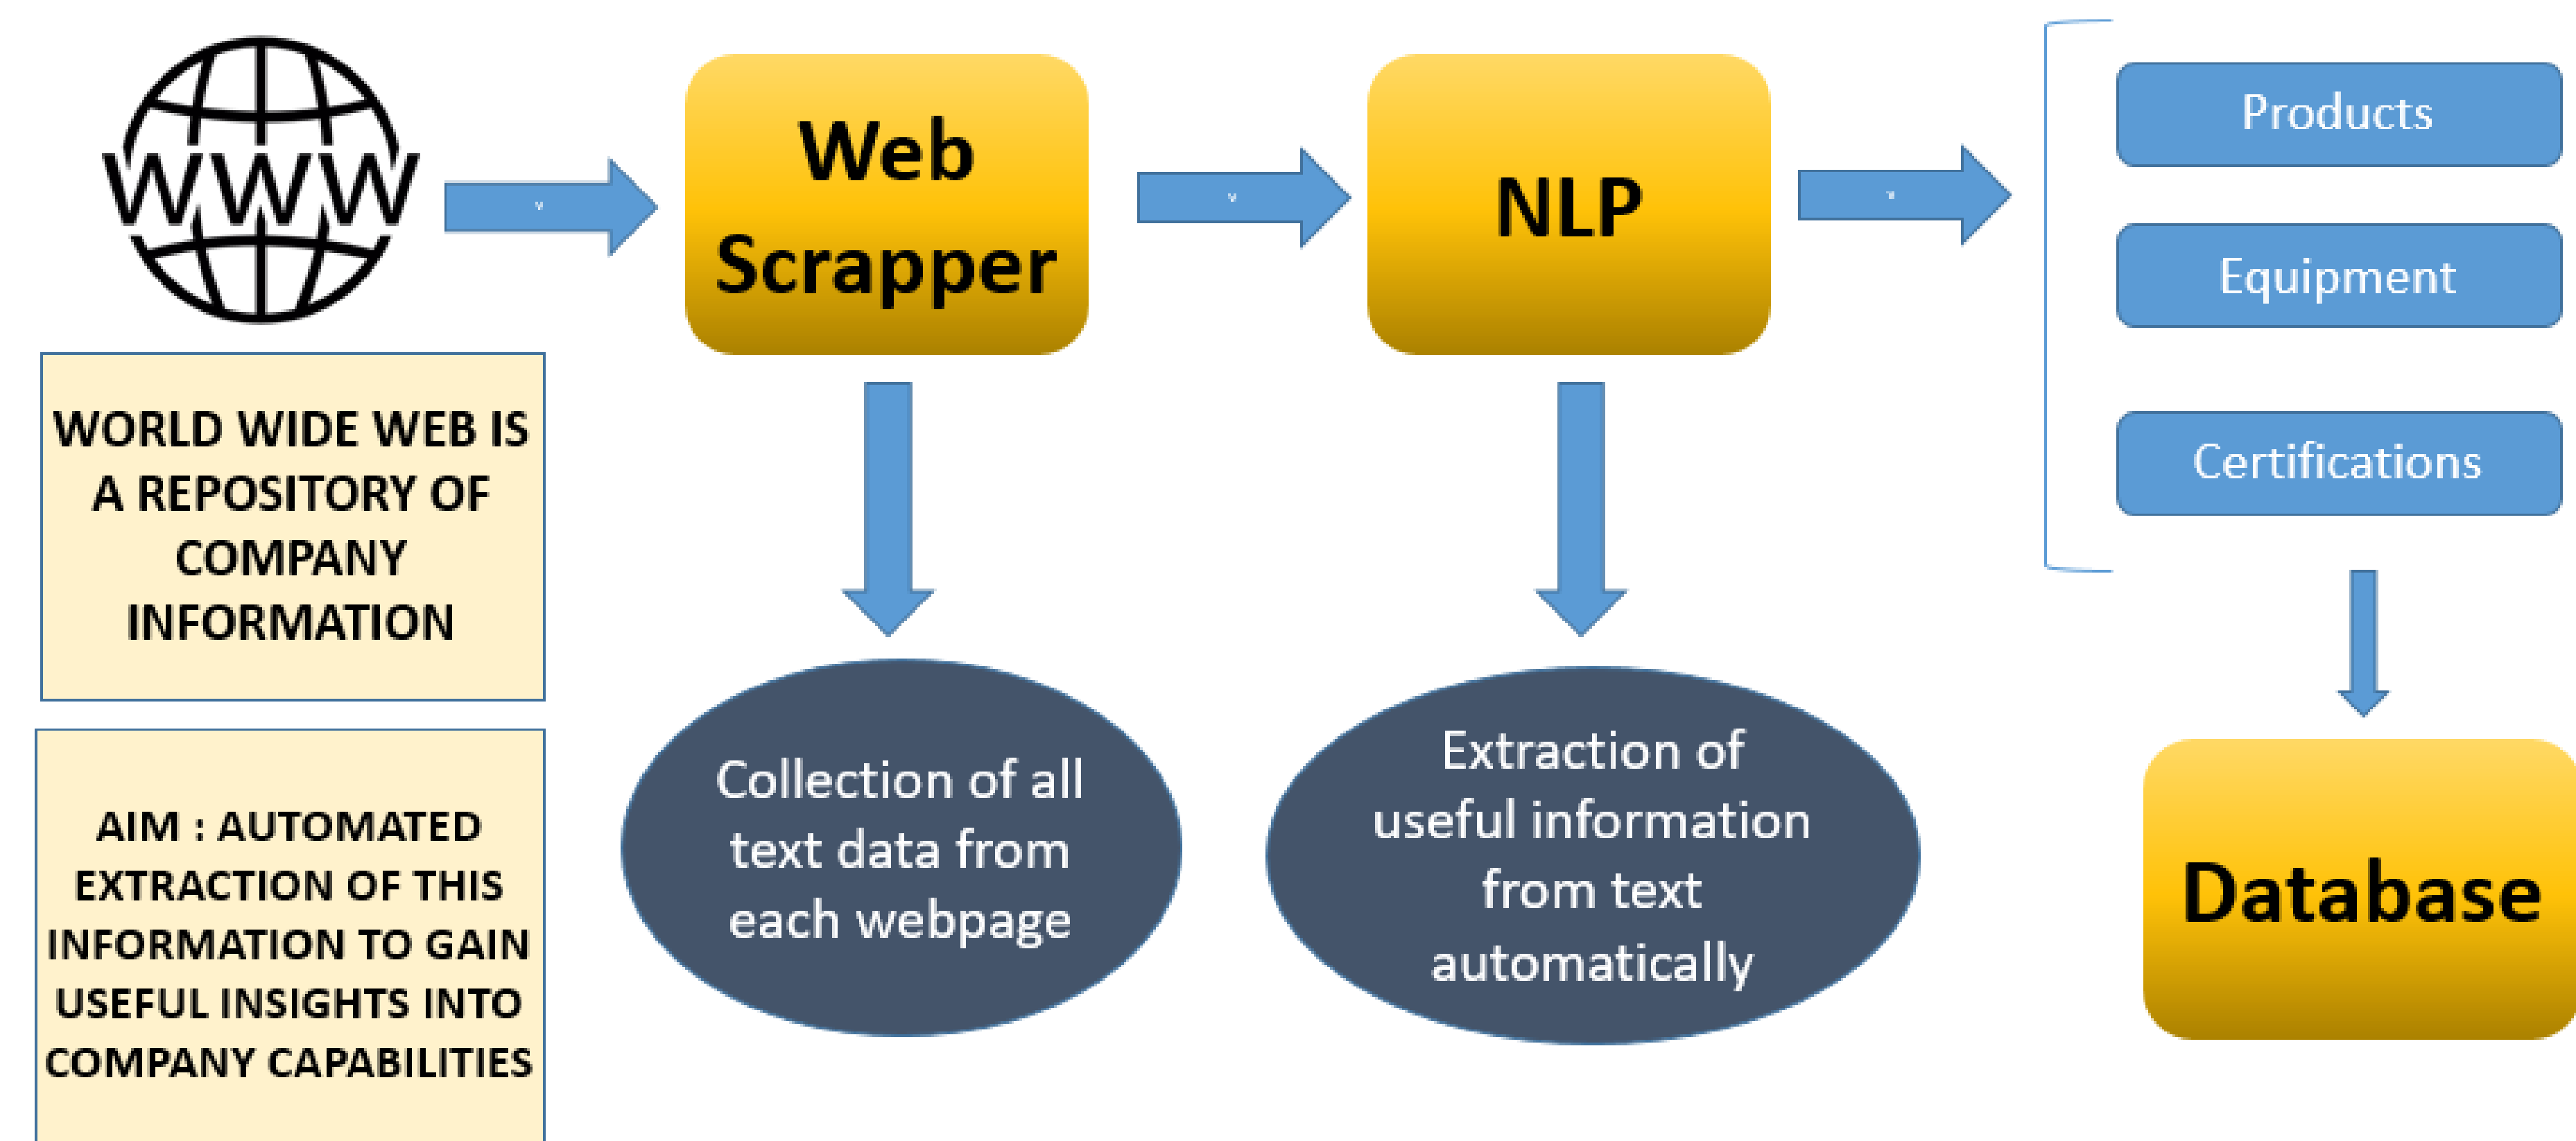 WWW
Web
Scrapper
NLP
Products
Equipment
Certifications
WORLD WIDE WEB IS
A REPOSITORY OF
COMPANY
INFORMATION
AIM : AUTOMATED
EXTRACTION OF THIS
INFORMATION TO GAIN
USEFUL INSIGHTS INTO
COMPANY CAPABILITIES
Collection of all
text data from
each webpage
Extraction of
useful information
from text
automatically
Database